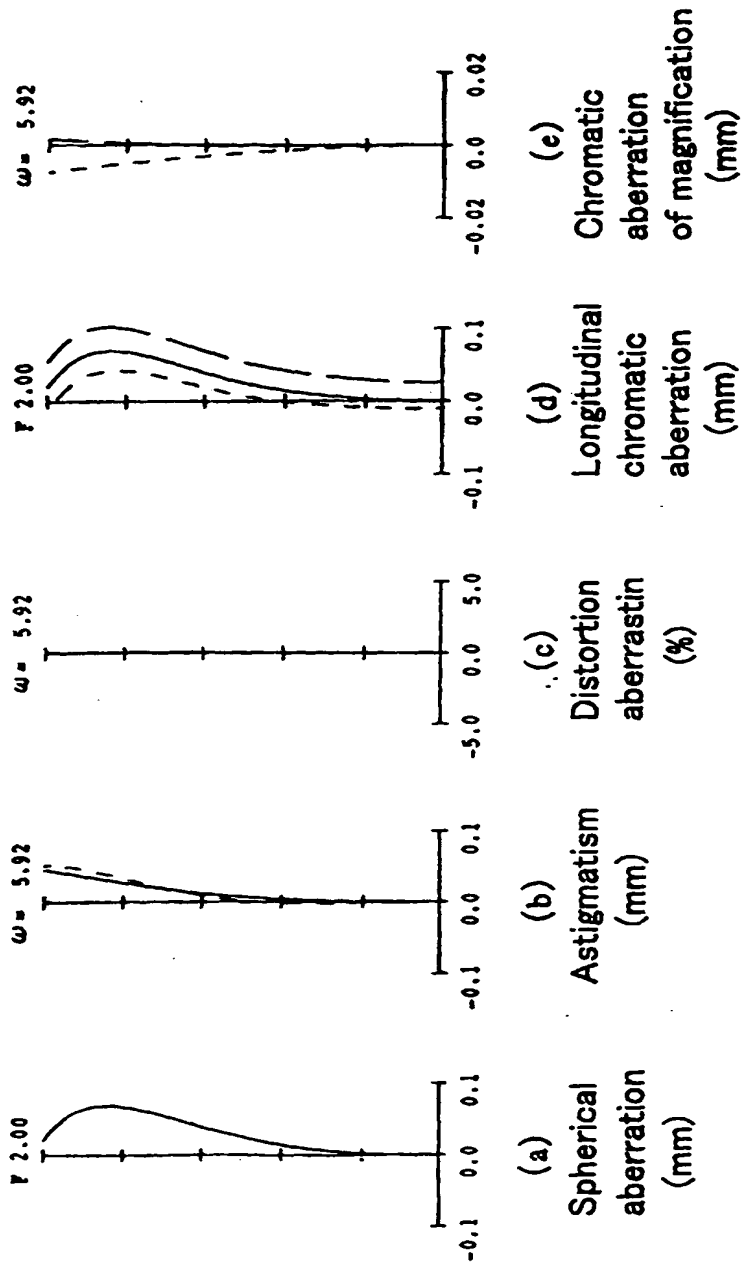 F 2.00
-0.1 0.0 0.1
(a)
Spherical
aberration
(mm)
ω= 5.92
-0.1 0.0 0.1
(b)
Astigmatism
(mm)
ω= 5.92
-5.0 0.0 5.0
(c)
Distortion
aberrastin
(%)
F 2.00
-0.1 0.0 0.1
(d)
Longitudinal
chromatic
aberration
(mm)
ω= 5.92
-0.02 0.0 0.02
(e)
Chromatic
aberration
of magnification
(mm)